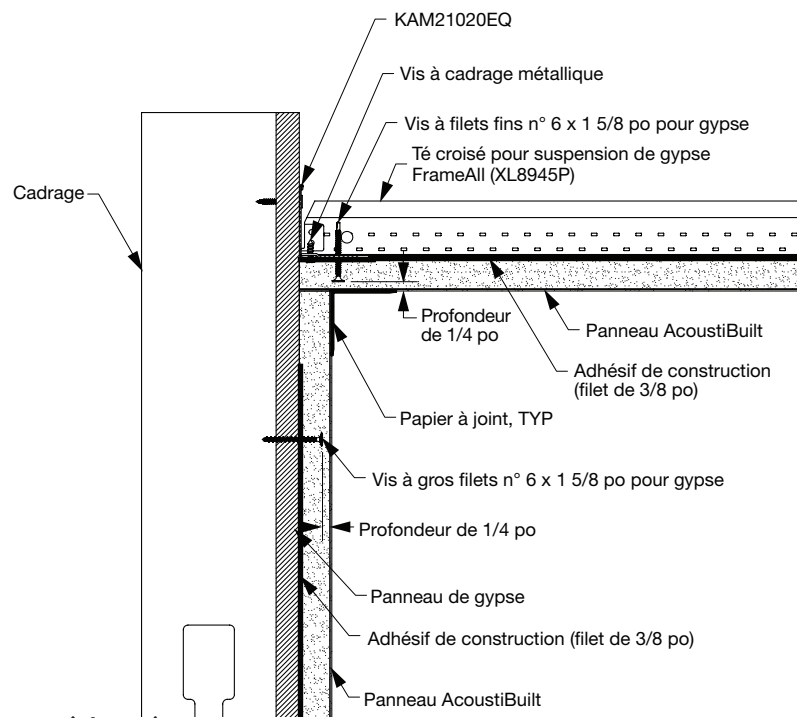 KAM21020EQ
Vis à cadrage métallique
Vis à filets fins n° 6 x 1 5/8 po pour gypse
Té croisé pour suspension de gypse
FrameAll (XL8945P)
Cadrage
Profondeur
de 1/4 po
Panneau AcoustiBuilt
Adhésif de construction
(filet de 3/8 po)
Papier à joint, TYP
Vis à gros filets n° 6 x 1 5/8 po pour gypse
Profondeur de 1/4 po
Panneau de gypse
Adhésif de construction (filet de 3/8 po)
Panneau AcoustiBuilt